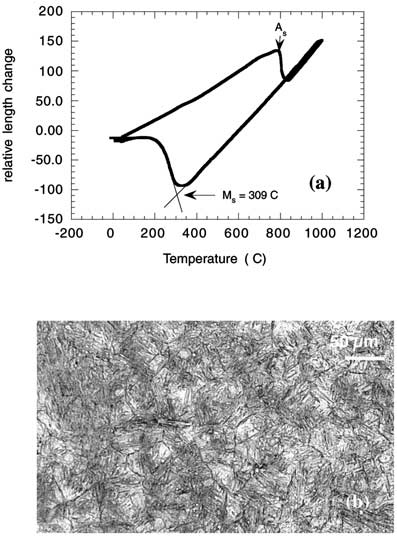 200
150
100
50.0
0.00
-50.0
-100
-150
relative length change
A_s
(a)
M_s = 309 C
-200 0 200 400 600 800 1000 1200
Temperature ( C)
50 μm
(b)